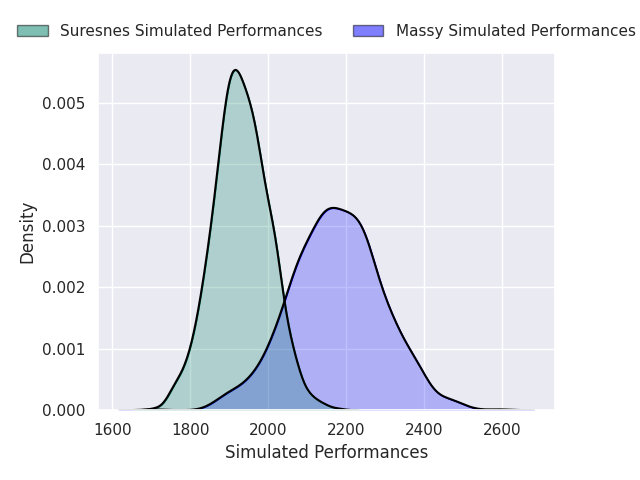 Suresnes Simulated Performances Massy Simulated Performances
0.005
0.004
0.003
0.002
0.001
0.000
Density
1600 1800 2000 2200 2400 2600
Simulated Performances